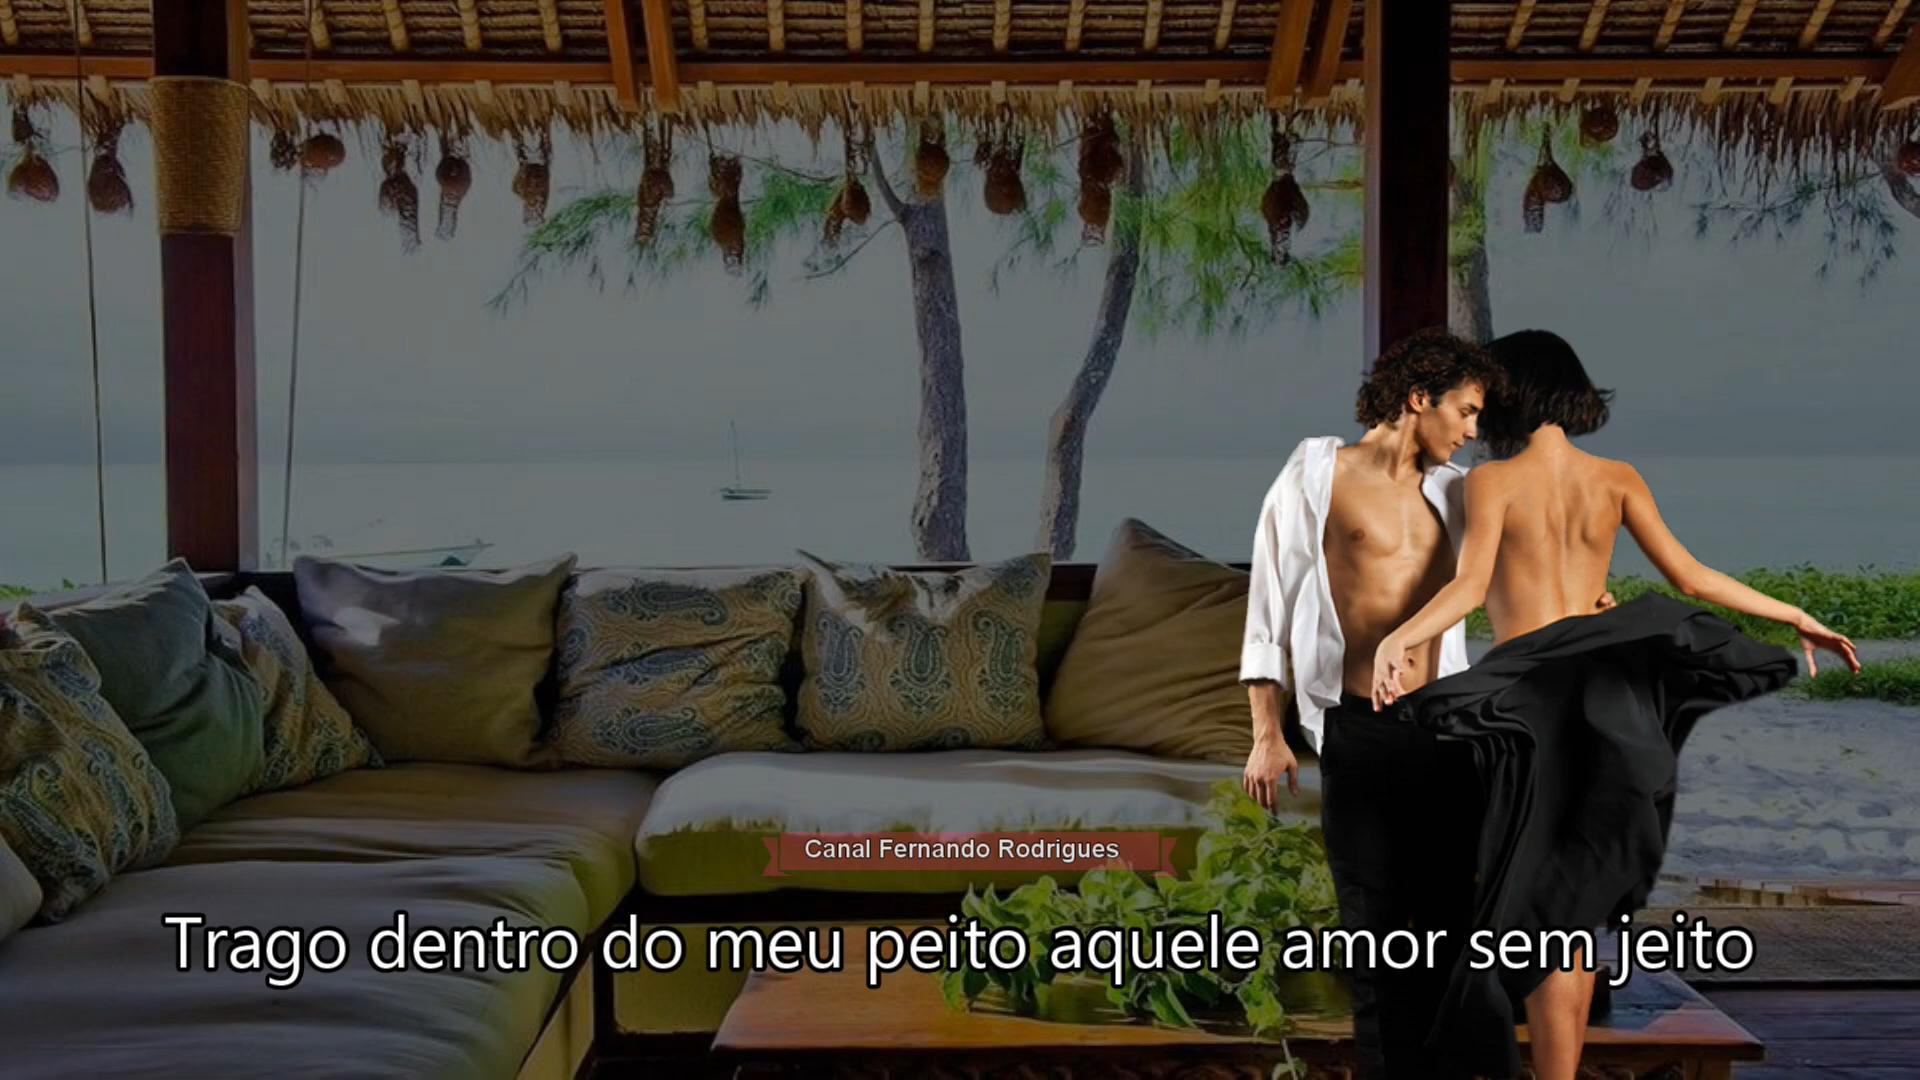 Canal Fernando Rodrigues
Trago dentro do meu peito aquele amor sem jeito